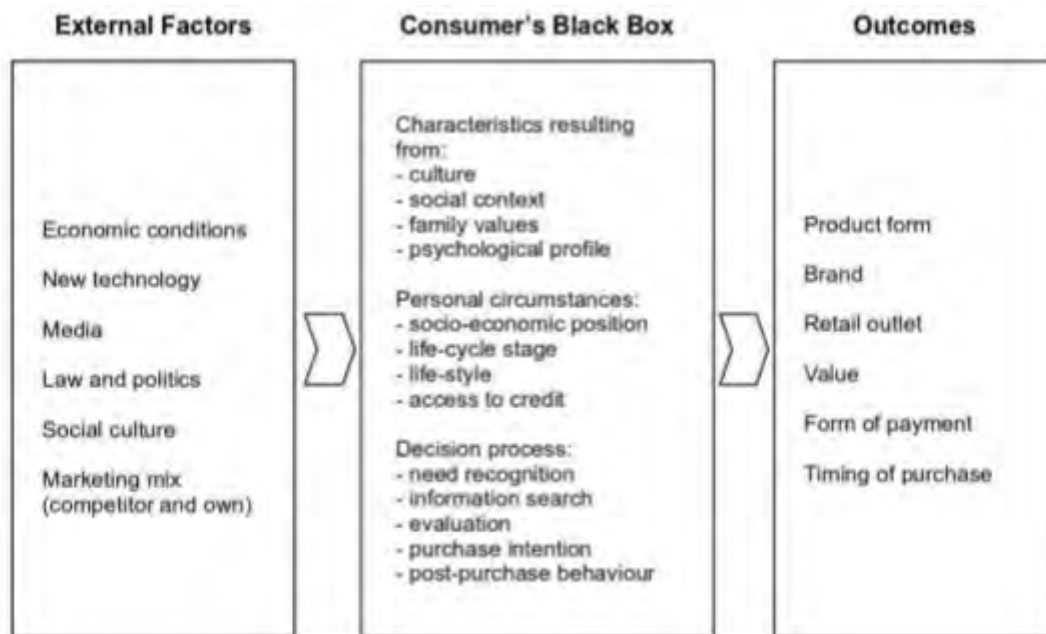 External Factors
Consumer's Black Box
Outcomes
Economic conditions
New technology
Media
Law and politics
Social culture
Marketing mix
(competitor and own)
Characteristics resulting
from:
- culture
- social context
- family values
- psychological profile
Personal circumstances:
- socio-economic position
- life-cycle stage
- life-style
- access to credit
Decision process:
- need recognition
- information search
- evaluation
- purchase intention
- post-purchase behaviour
Product form
Brand
Retail outlet
Value
Form of payment
Timing of purchase